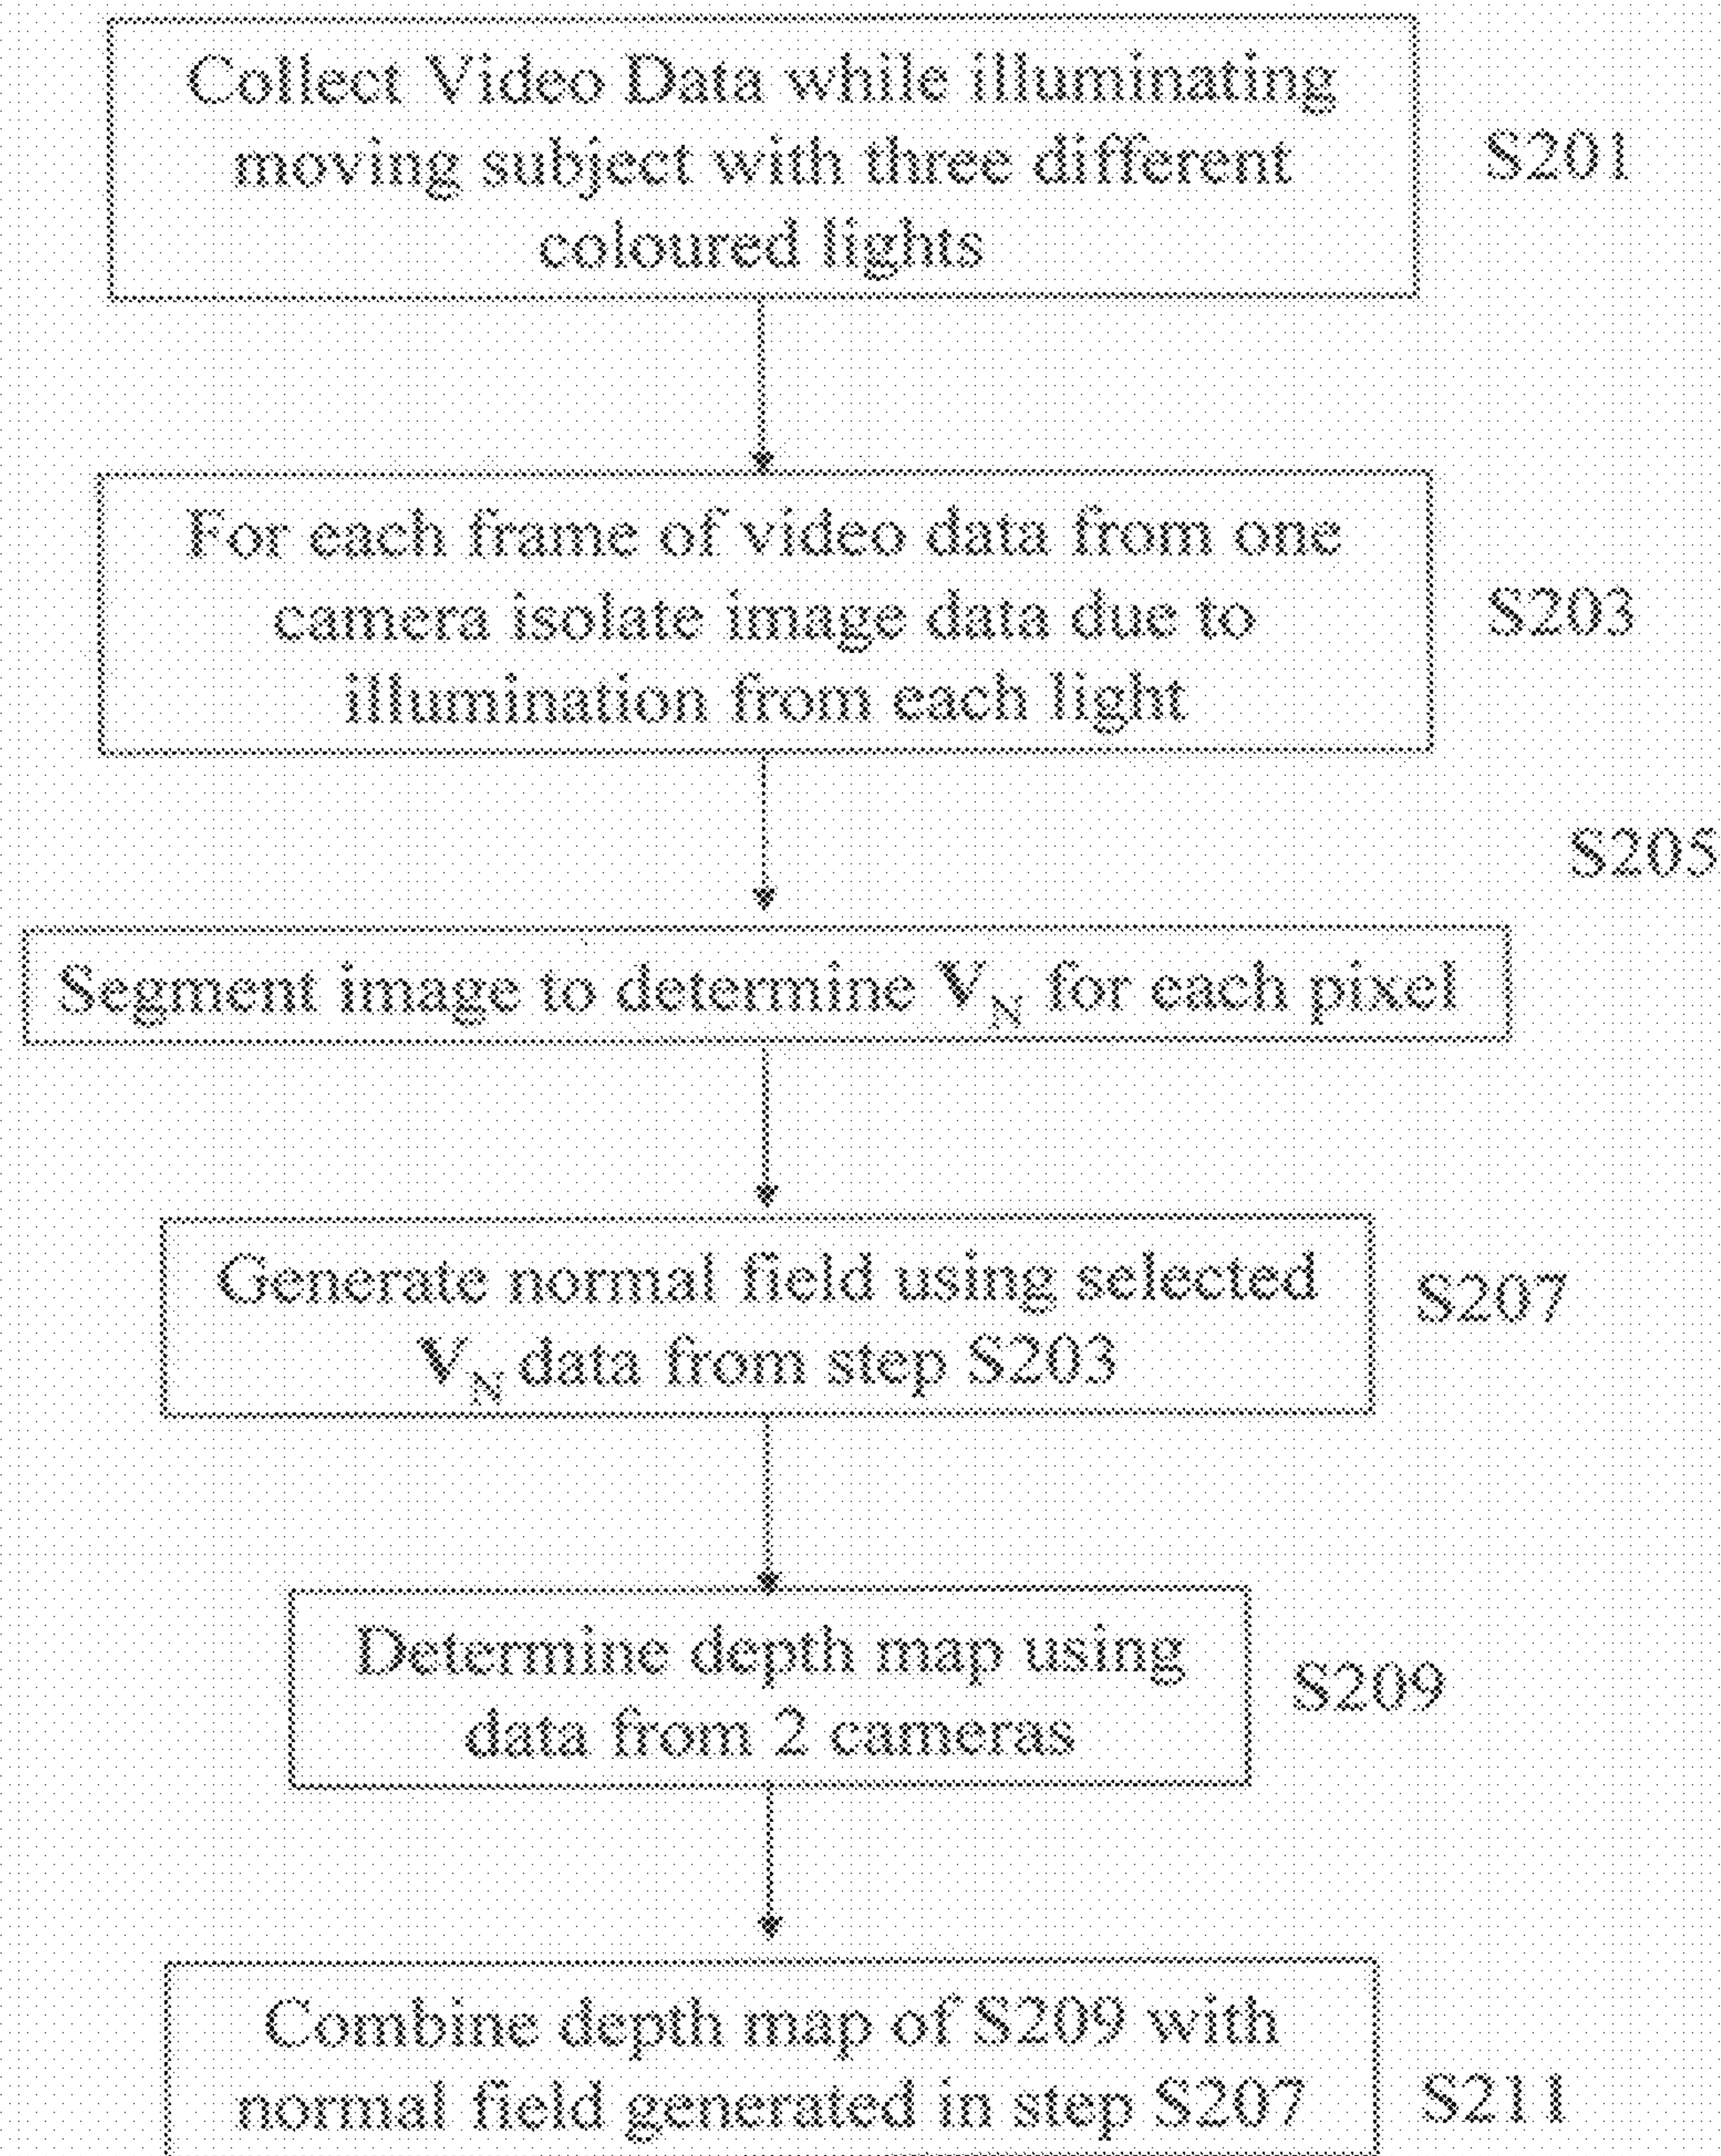 Collect Video Data while illuminating
moving subject with three different
coloured lights
S201
For each frame of video data from one
camera isolate image data due to
illumination from each light
S203
S205
Segment image to determine V_N for each pixel
Generate normal field using selected
V_N data from step S203
S207
Determine depth map using
data from 2 cameras
S209
Combine depth map of S209 with
normal field generated in step S207
S211